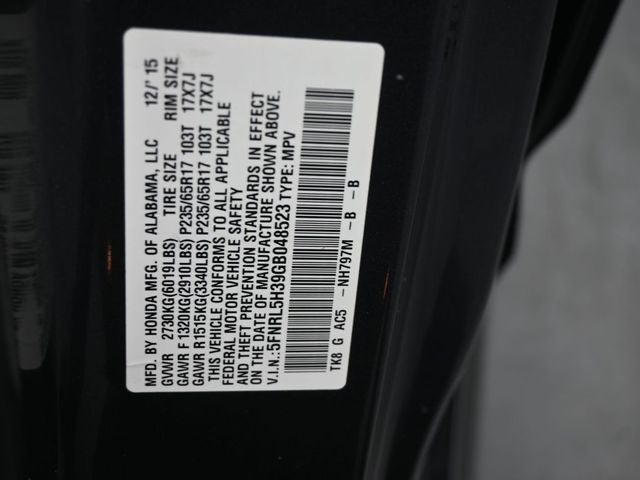 MFD. BY HONDA MFG. OF ALABAMA, LLC 12/' 15
GVWR 2730KG(6019LBS) TIRE SIZE RIM SIZE
GAWR F 1320KG(2910LBS) P235/65R17 103T 17X7J
GAWR R1515KG(3340LBS) P235/65R17 103T 17X7J
THIS VEHICLE CONFORMS TO ALL APPLICABLE
FEDERAL MOTOR VEHICLE SAFETY
AND THEFT PREVENTION STANDARDS IN EFFECT
ON THE DATE OF MANUFACTURE SHOWN ABOVE.
V.I.N.: 5FNRL5H39GB048523 TYPE: MPV
TK8 G AC5 - NH797M - B - B